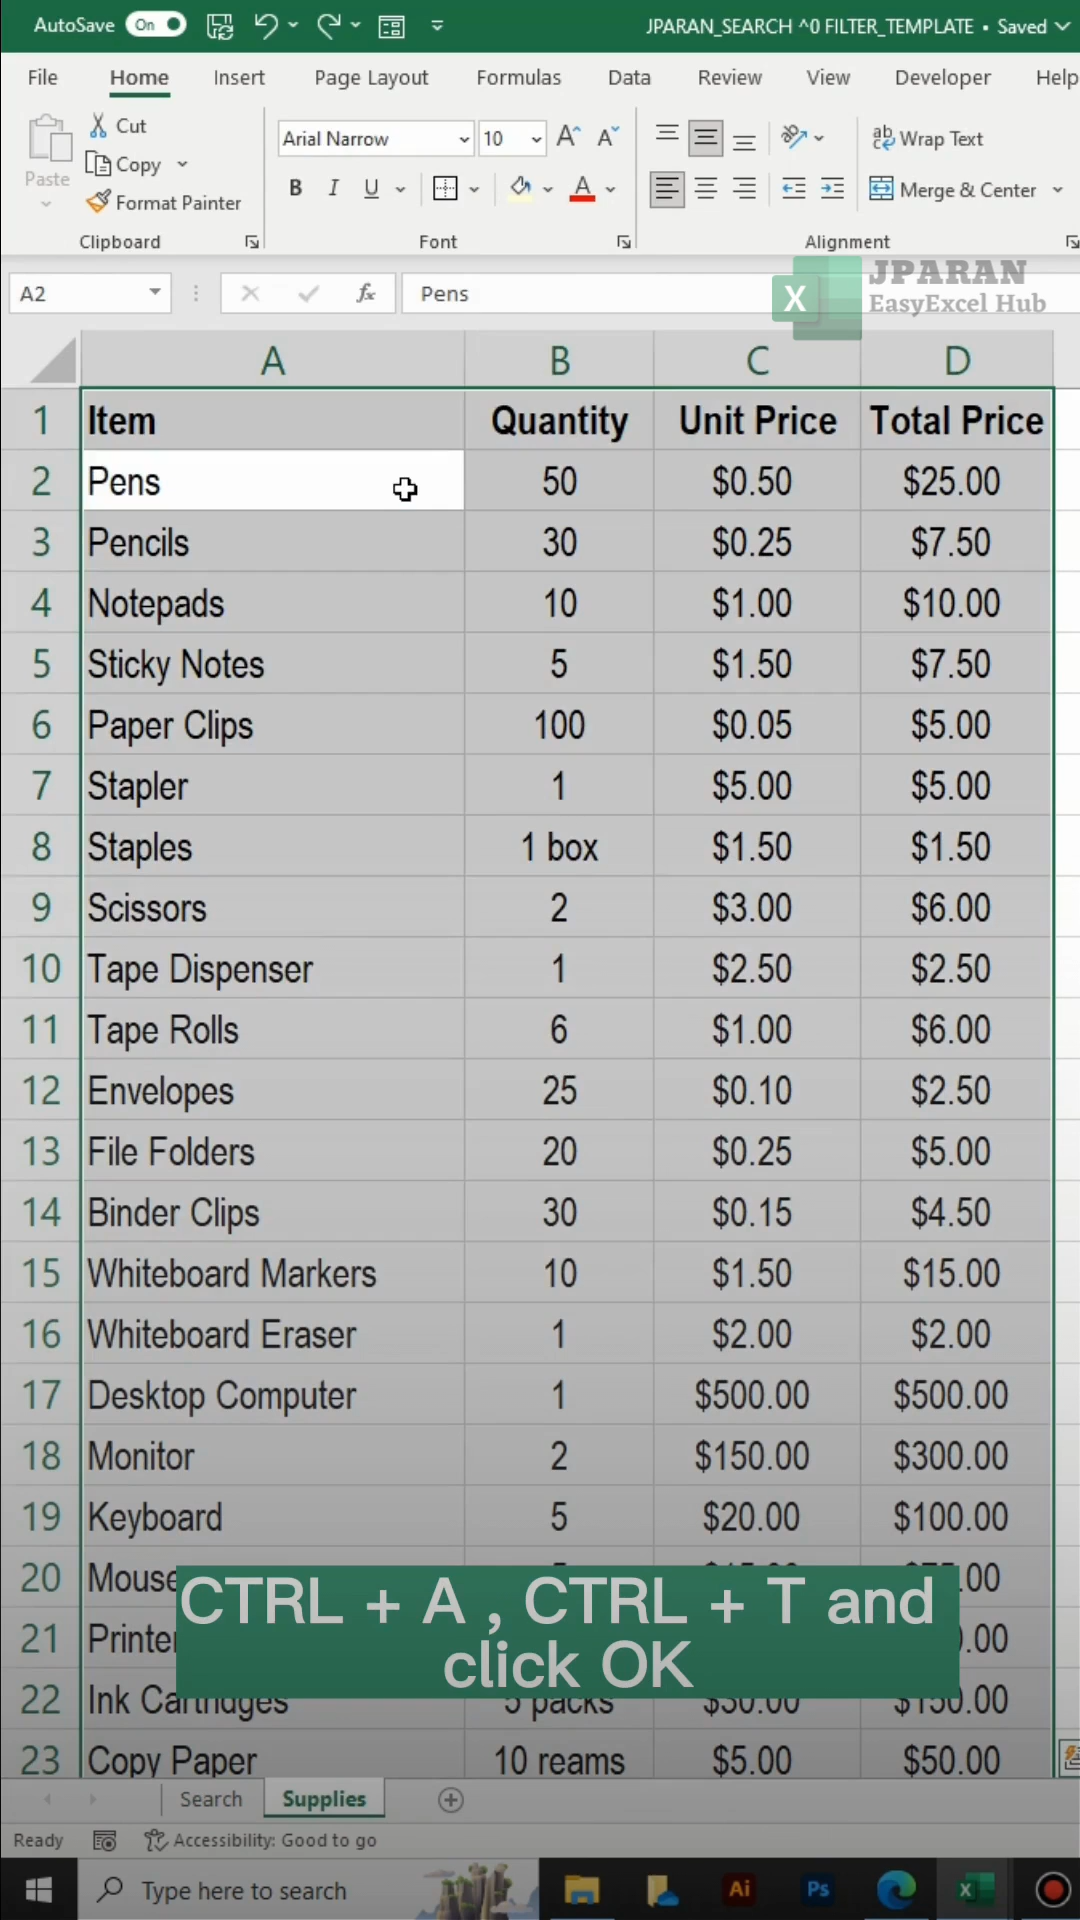 AutoSave On JPARAN_SEARCH ^0 FILTER_TEMPLATE • Saved
File Home Insert Page Layout Formulas Data Review View Developer Help
Paste
Cut
Copy
Format Painter
Clipboard
Arial Narrow 10 A^ A˅
B I U A
Font
ab Wrap Text
Merge & Center
Alignment
A2 fx Pens
X JPARAN
EasyExcel Hub
A B C D
1 Item Quantity Unit Price Total Price
2 Pens 50 $0.50 $25.00
3 Pencils 30 $0.25 $7.50
4 Notepads 10 $1.00 $10.00
5 Sticky Notes 5 $1.50 $7.50
6 Paper Clips 100 $0.05 $5.00
7 Stapler 1 $5.00 $5.00
8 Staples 1 box $1.50 $1.50
9 Scissors 2 $3.00 $6.00
10 Tape Dispenser 1 $2.50 $2.50
11 Tape Rolls 6 $1.00 $6.00
12 Envelopes 25 $0.10 $2.50
13 File Folders 20 $0.25 $5.00
14 Binder Clips 30 $0.15 $4.50
15 Whiteboard Markers 10 $1.50 $15.00
16 Whiteboard Eraser 1 $2.00 $2.00
17 Desktop Computer 1 $500.00 $500.00
18 Monitor 2 $150.00 $300.00
19 Keyboard 5 $20.00 $100.00
20 Mouse .00
21 Printer .00
CTRL + A , CTRL + T and
click OK
22 Ink Cartridges 5 packs $30.00 $150.00
23 Copy Paper 10 reams $5.00 $50.00
Search Supplies
Ready Accessibility: Good to go
Type here to search Ai Ps X